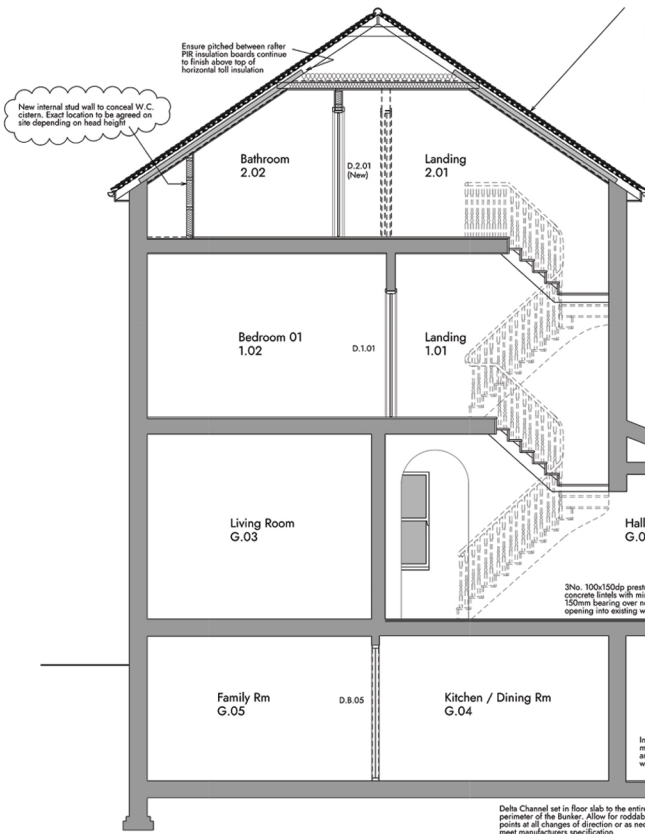 Ensure pitched between rafter
PIR insulation boards continue
to finish above top of
horizontal toll insulation
New internal stud wall to conceal W.C.
cistern. Exact location to be agreed on
site depending on head height
Bathroom
2.02
D.2.01
(New)
Landing
2.01
Bedroom 01
1.02
D.1.01
Landing
1.01
Living Room
G.03
Hall
G.0
3No. 100x150dp prest
concrete lintels with mi
150mm bearing over n
opening into existing w
Family Rm
G.05
D.B.05
Kitchen / Dining Rm
G.04
In
m
a
w
Delta Channel set in floor slab to the entire
perimeter of the Bunker. Allow for roddab
points at all changes of direction or as nec
meet manufacturers specification